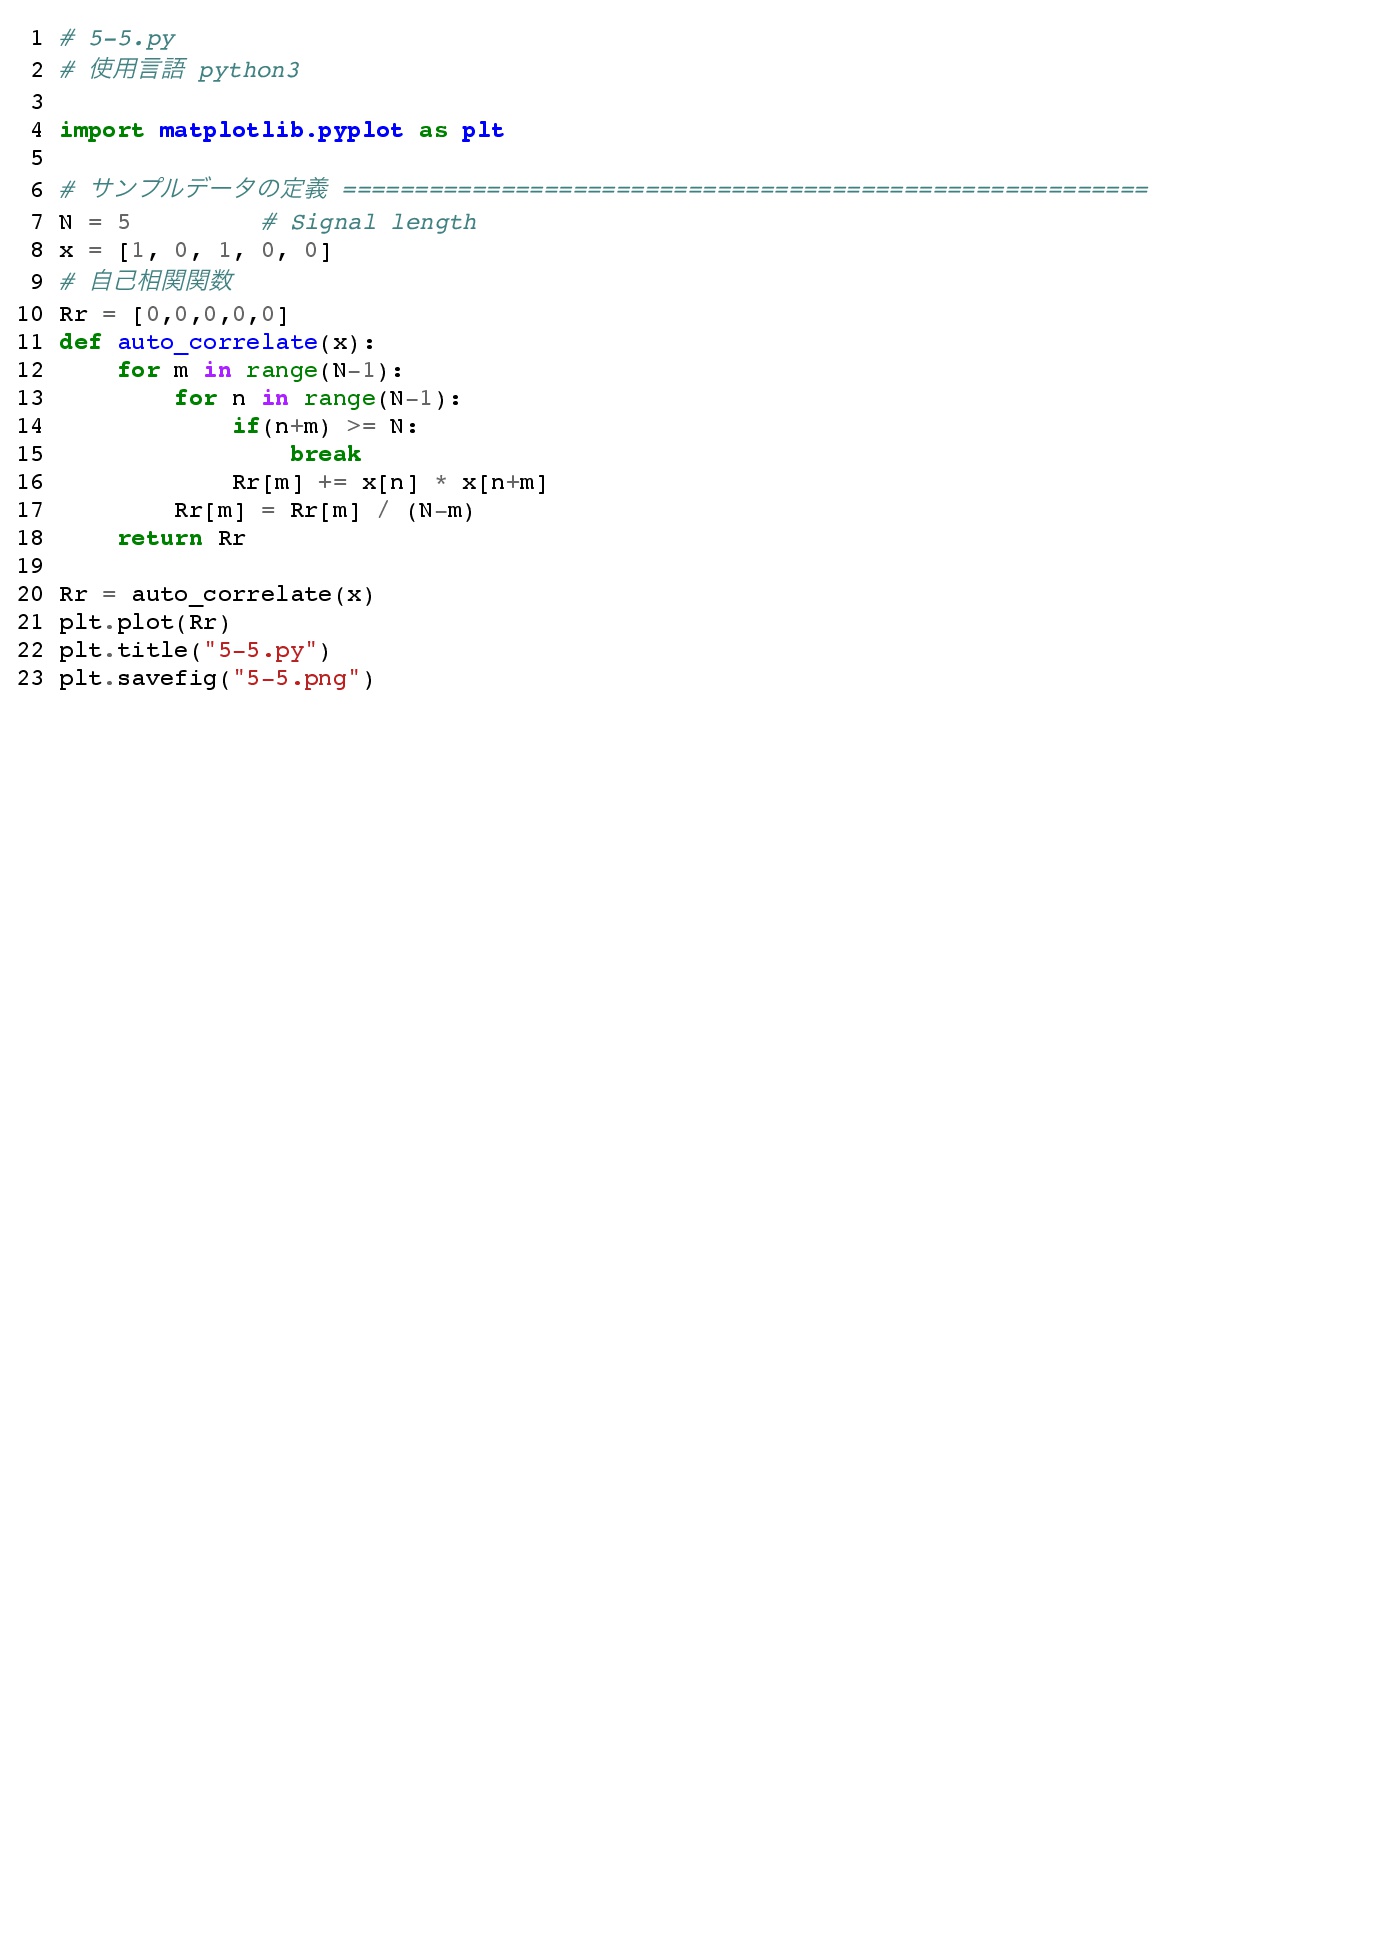 1 # 5-5.py
2 # 使用言語 python3
3
4 import matplotlib.pyplot as plt
5
6 # サンプルデータの定義 ========================================================
7 N = 5         # Signal length
8 x = [1, 0, 1, 0, 0]
9 # 自己相関関数
10 Rr = [0,0,0,0,0]
11 def auto_correlate(x):
12     for m in range(N-1):
13         for n in range(N-1):
14             if(n+m) >= N:
15                 break
16             Rr[m] += x[n] * x[n+m]
17         Rr[m] = Rr[m] / (N-m)
18     return Rr
19
20 Rr = auto_correlate(x)
21 plt.plot(Rr)
22 plt.title("5-5.py")
23 plt.savefig("5-5.png")